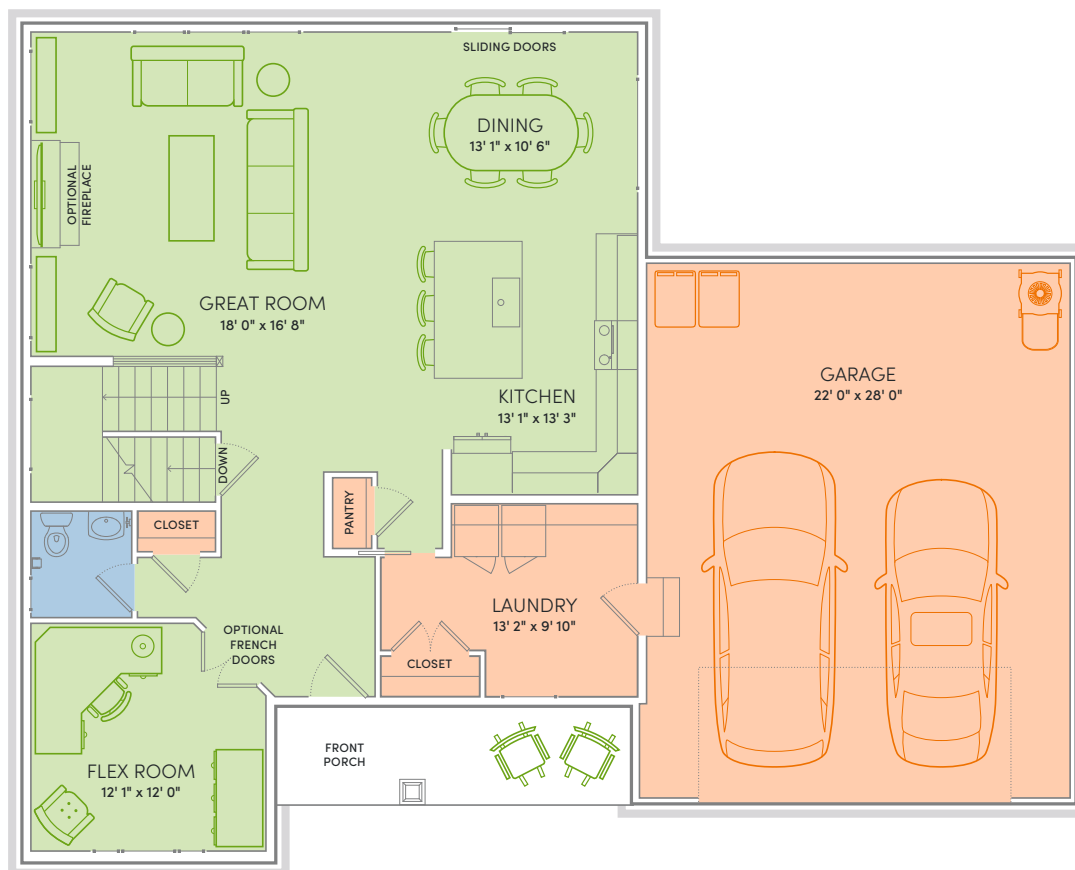 SLIDING DOORS
DINING
13' 1" x 10' 6"
OPTIONAL
FIREPLACE
GREAT ROOM
18' 0" x 16' 8"
GARAGE
22' 0" x 28' 0"
KITCHEN
13' 1" x 13' 3"
UP
DOWN
PANTRY
CLOSET
LAUNDRY
13' 2" x 9' 10"
OPTIONAL
FRENCH
DOORS
CLOSET
FRONT
PORCH
FLEX ROOM
12' 1" x 12' 0"